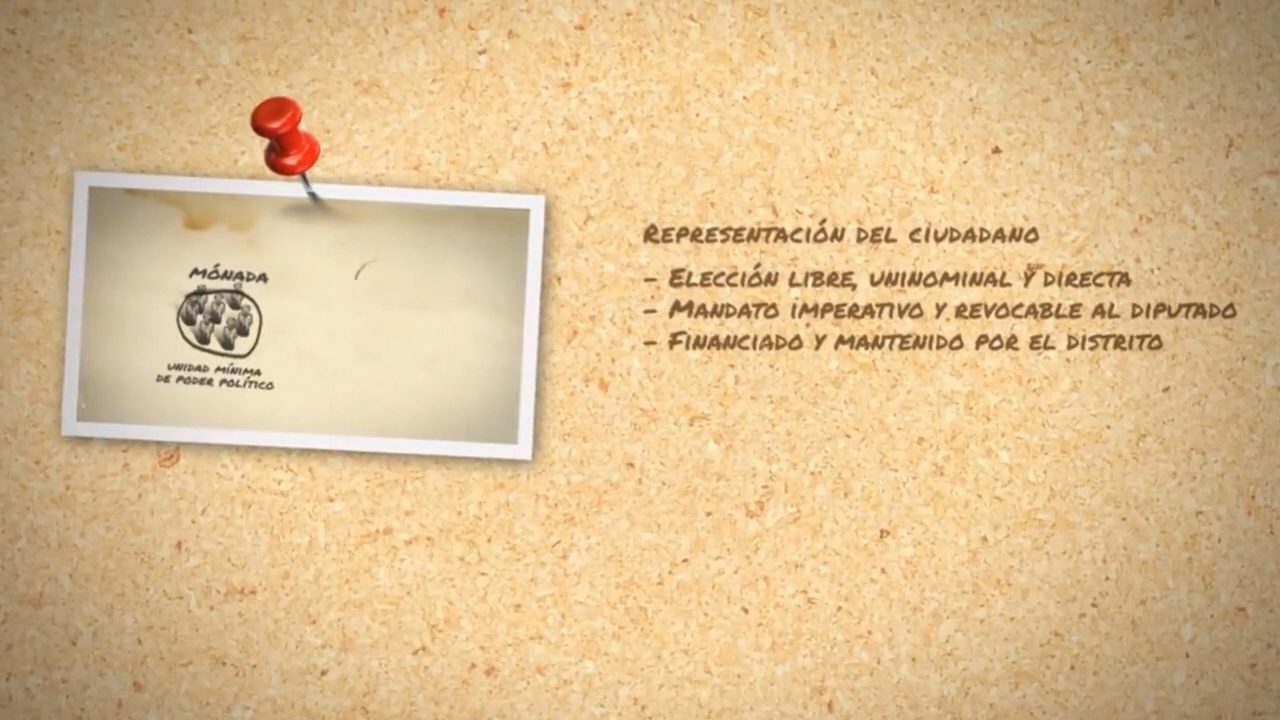 MÓNADA
UNIDAD MÍNIMA
DE PODER POLÍTICO
REPRESENTACIÓN DEL CIUDADANO
- ELECCIÓN LIBRE, UNINOMINAL Y DIRECTA
- MANDATO IMPERATIVO Y REVOCABLE AL DIPUTADO
- FINANCIADO Y MANTENIDO POR EL DISTRITO